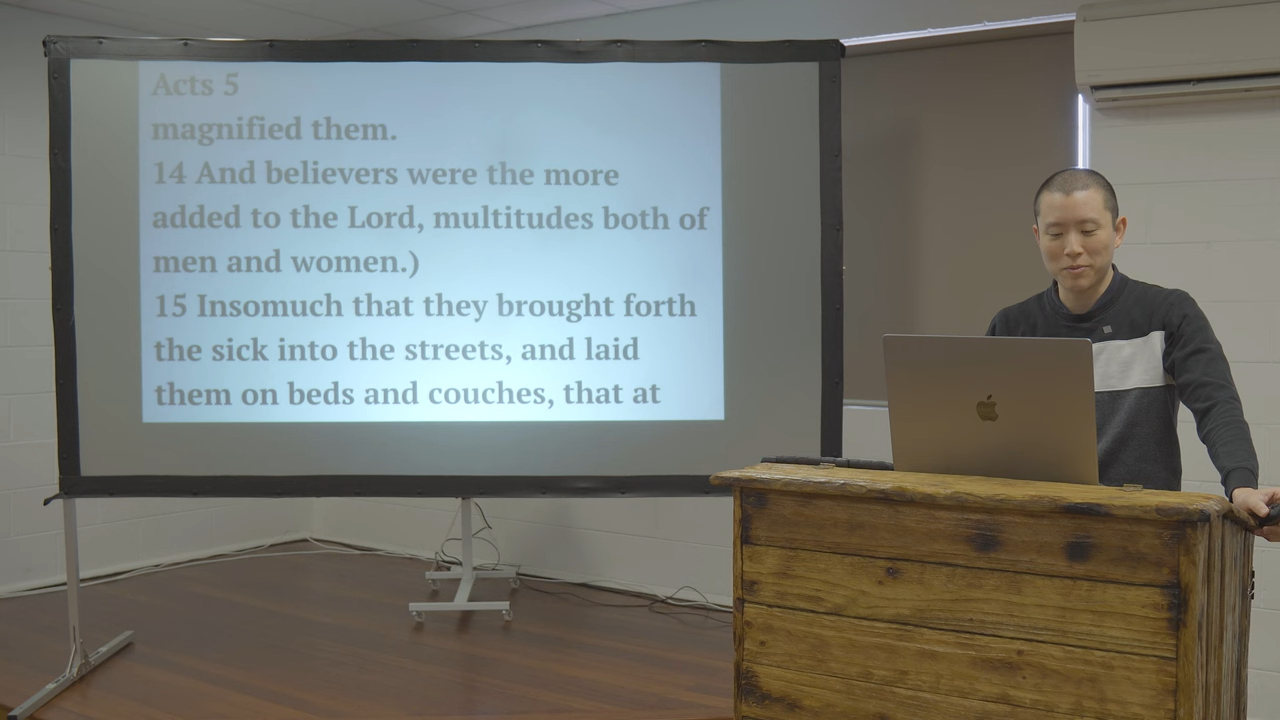 Acts 5
magnified them.
14 And believers were the more
added to the Lord, multitudes both of
men and women.)
15 Insomuch that they brought forth
the sick into the streets, and laid
them on beds and couches, that at